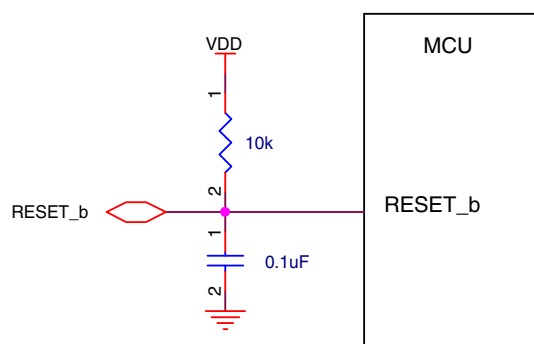 VDD
MCU
1
10k
2
RESET_b
RESET_b
1
0.1uF
2